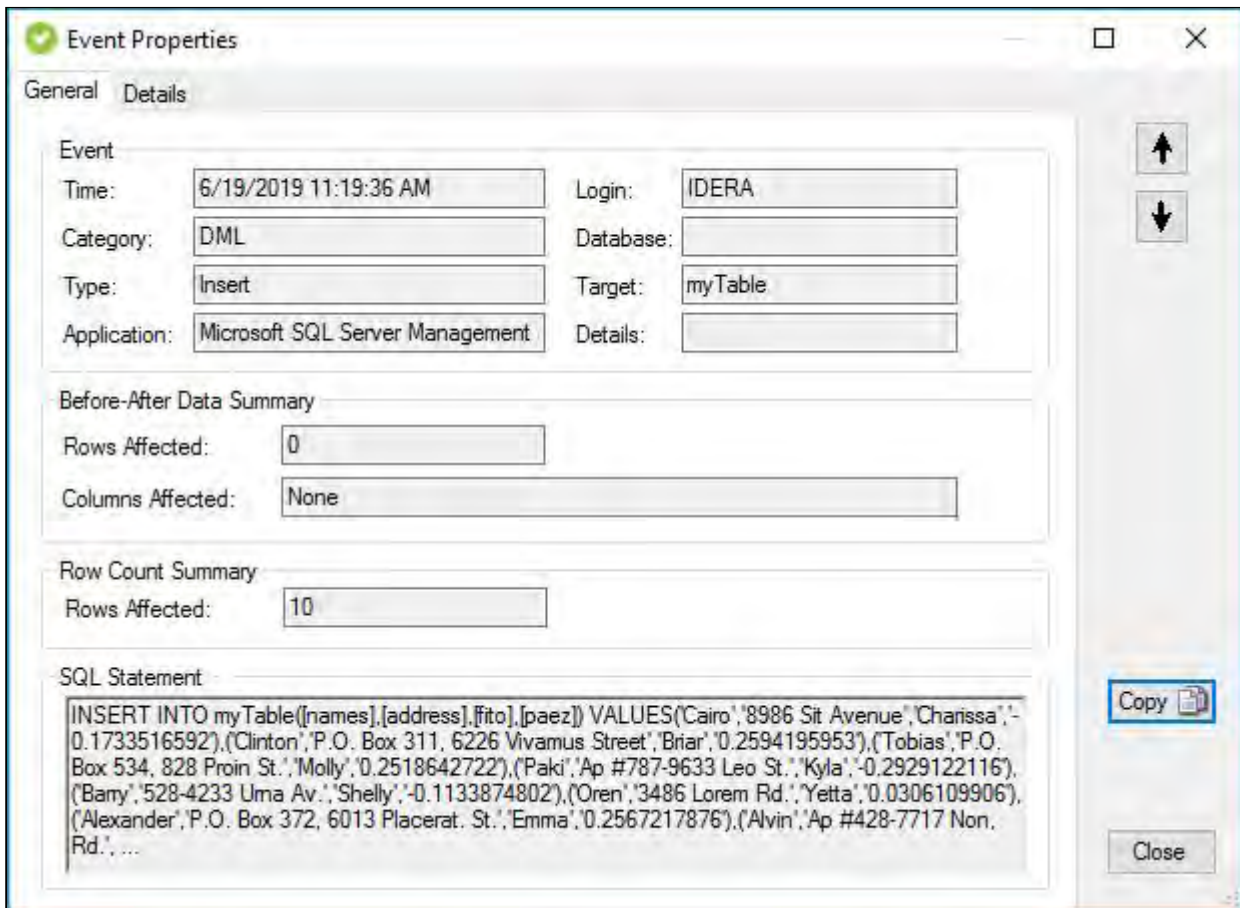 Event Properties
General Details
Event
Time: 6/19/2019 11:19:36 AM Login: IDERA
Category: DML Database:
Type: Insert Target: myTable
Application: Microsoft SQL Server Management Details:
Before-After Data Summary
Rows Affected: 0
Columns Affected: None
Row Count Summary
Rows Affected: 10
SQL Statement
INSERT INTO myTable([names],[address],[fito],[paez]) VALUES('Cairo','8986 Sit Avenue','Charissa','-
0.1733516592'),('Clinton','P.O. Box 311, 6226 Vivamus Street','Briar','0.2594195953'),('Tobias','P.O.
Box 534, 828 Proin St.','Molly','0.2518642722'),('Paki','Ap #787-9633 Leo St.','Kyla','-0.2929122116'),
('Barry','528-4233 Urna Av.','Shelly','-0.1133874802'),('Oren','3486 Lorem Rd.','Yetta','0.0306109906'),
('Alexander','P.O. Box 372, 6013 Placerat. St.','Emma','0.2567217876'),('Alvin','Ap #428-7717 Non,
Rd.', ...
Copy
Close